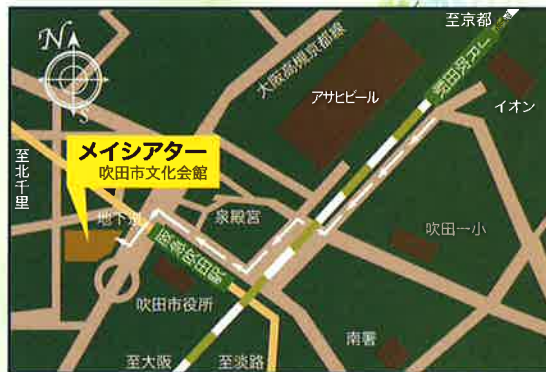 至京都
N
大阪高槻京都線
JR吹田駅
アサヒビール
イオン
S
メイシアター
吹田市文化会館
至北千里
地下道
泉殿宮
吹田一小
阪急吹田駅
吹田市役所
南署
至大阪
至淡路